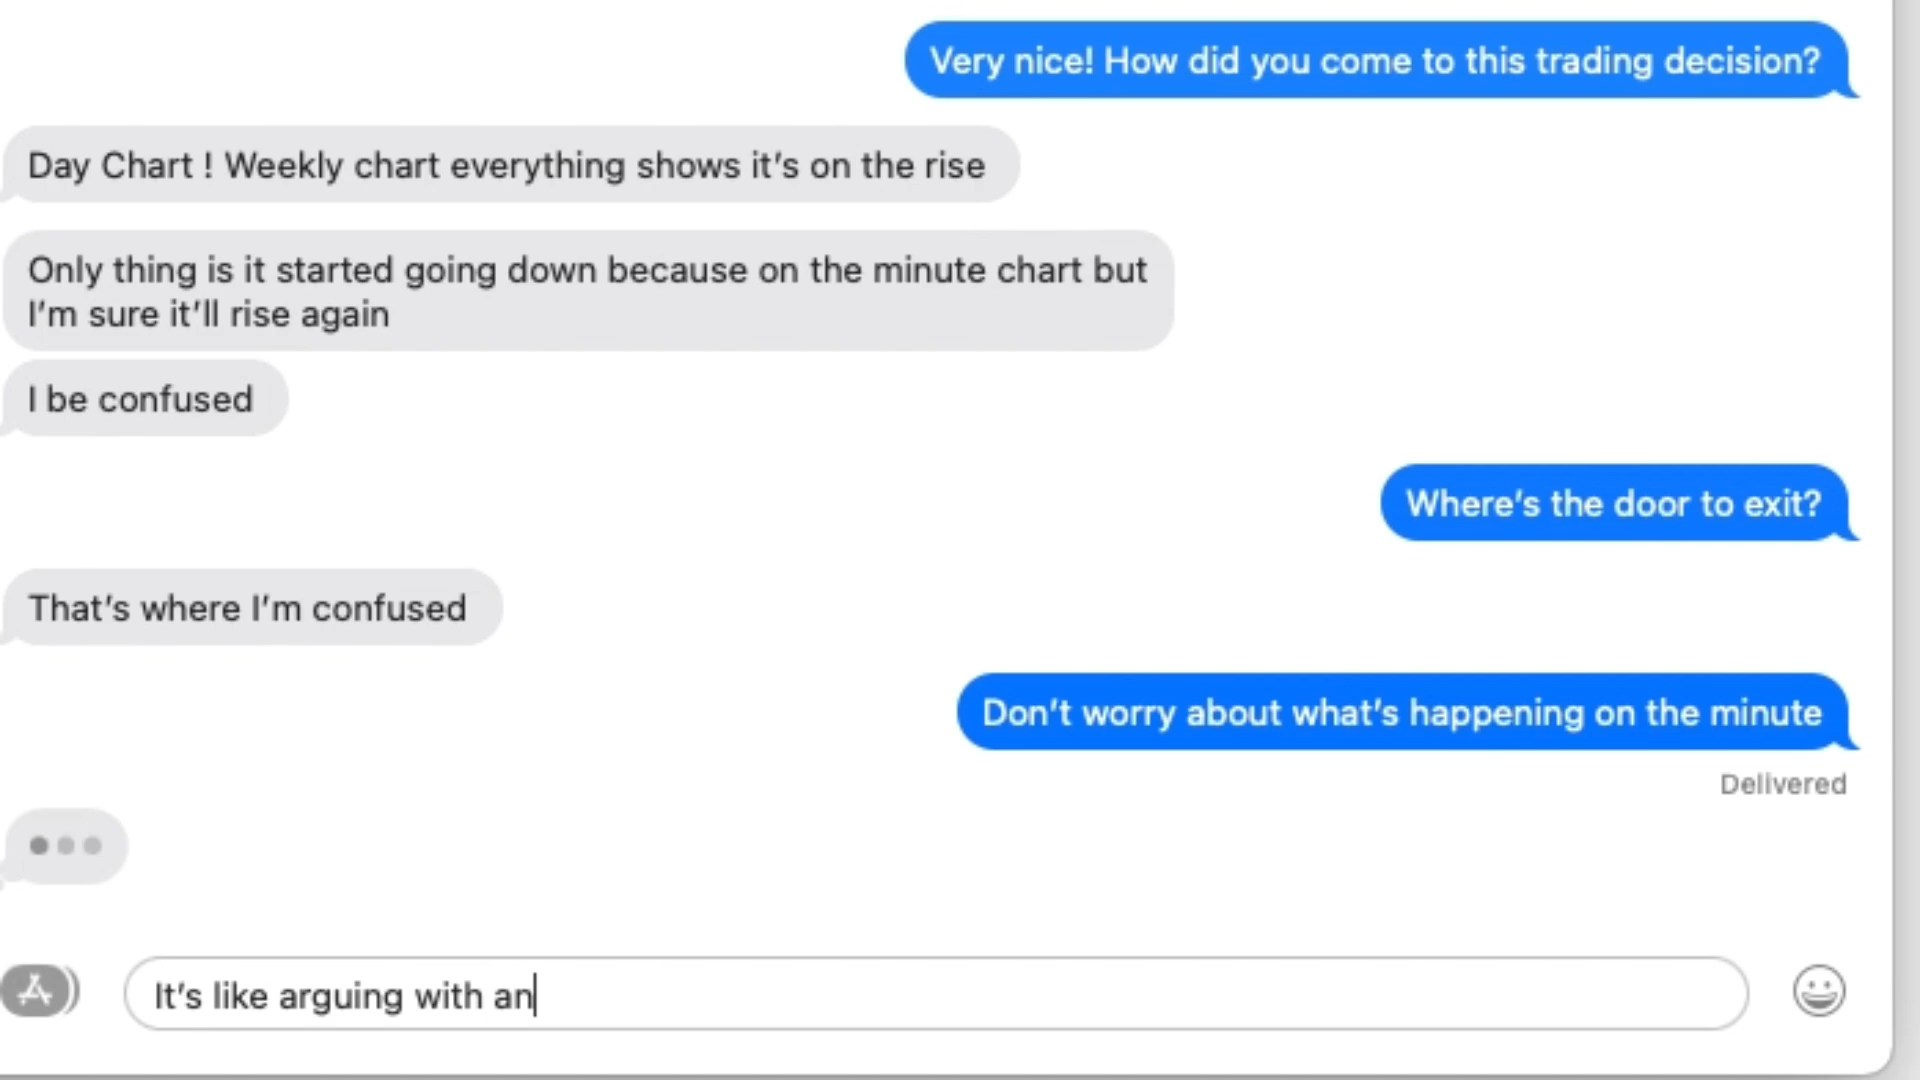 Very nice! How did you come to this trading decision?
Day Chart ! Weekly chart everything shows it's on the rise
Only thing is it started going down because on the minute chart but
I'm sure it'll rise again
I be confused
Where's the door to exit?
That's where I'm confused
Don't worry about what's happening on the minute
Delivered
It's like arguing with an